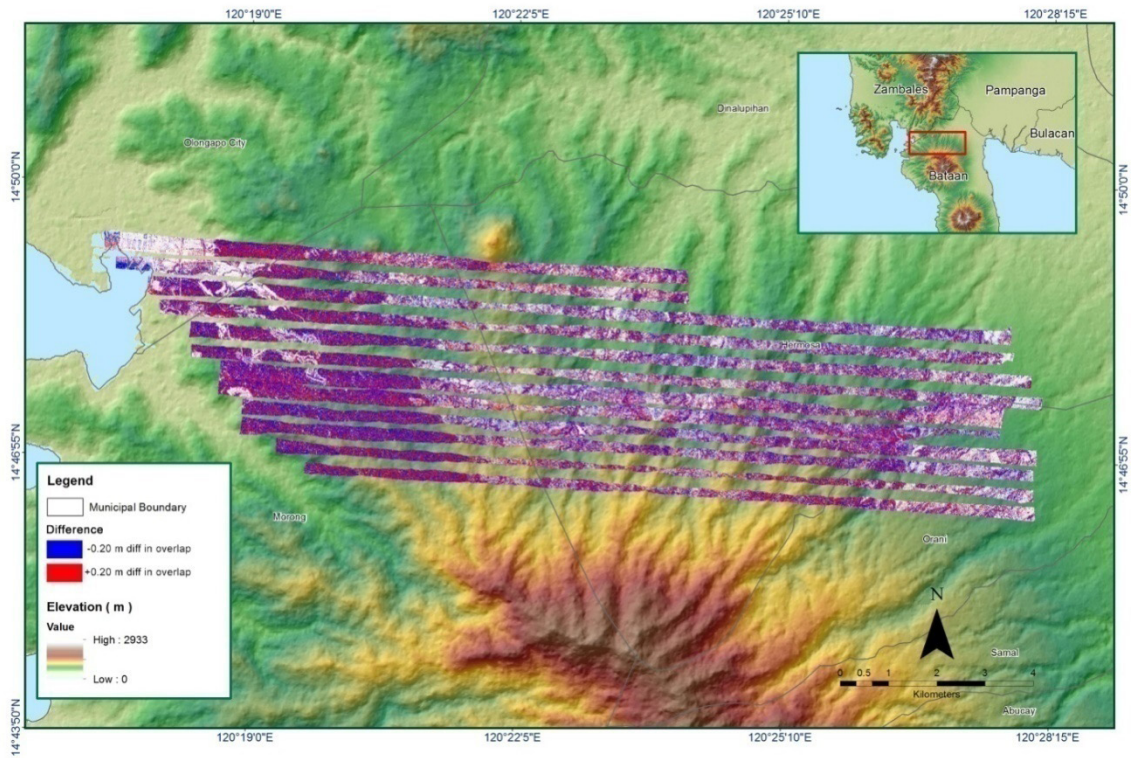 120°19'0"E 120°22'5"E 120°25'10"E 120°28'15"E
Zambales
Pampanga
Bulacan
Bataan
Dinalupihan
Olongapo City
14°50'0"N
14°50'0"N
Hermosa
14°46'55"N
14°46'55"N
Legend
Municipal Boundary
Difference
-0.20 m diff in overlap
+0.20 m diff in overlap
Elevation ( m )
Value
High : 2933
Low : 0
Morong
Orani
N
Samal
0 0.5 1 2 3 4
Kilometers
Abucay
14°43'50"N
14°43'50"N
120°19'0"E 120°22'5"E 120°25'10"E 120°28'15"E